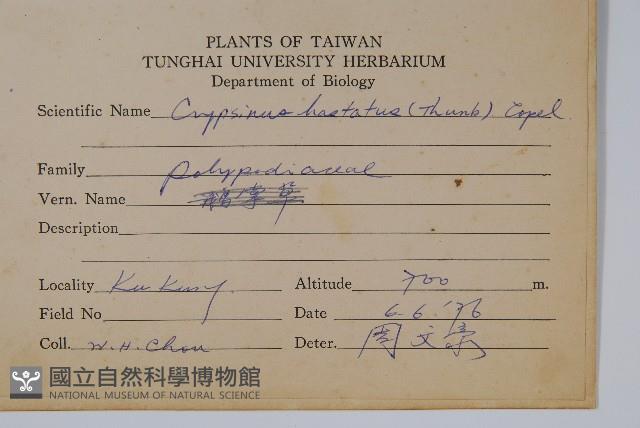 PLANTS OF TAIWAN
TUNGHAI UNIVERSITY HERBARIUM
Department of Biology
Scientific Name Crypsinus hastatus (Thunb) Copel
Family Polypodiaceae
Vern. Name
Description
Locality Ku Kung
Altitude 700 m.
Field No
Date 6.6.'76
Coll. W.H. Chou
Deter. 周文
國立自然科學博物館
NATIONAL MUSEUM OF NATURAL SCIENCE